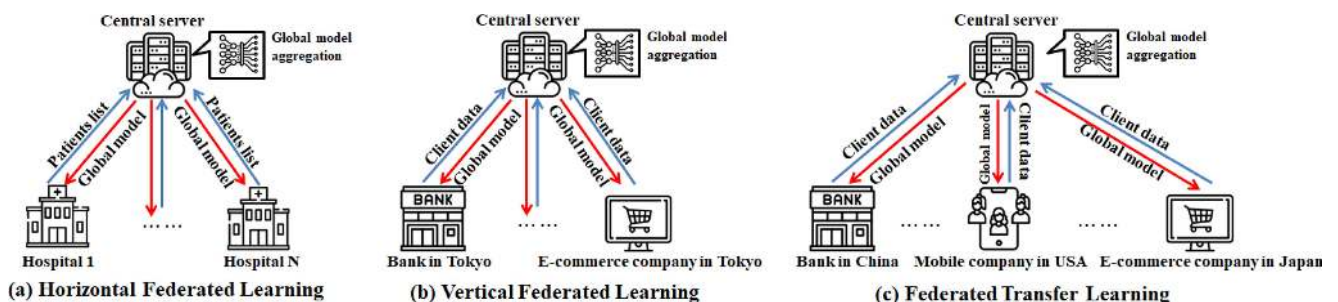 Central server
Global model
aggregation
Patients list
Global model
Global model
Patients list
... ...
Hospital 1
Hospital N
(a) Horizontal Federated Learning
Central server
Global model
aggregation
Client data
Global model
Global model
Client data
BANK
... ...
Bank in Tokyo
E-commerce company in Tokyo
(b) Vertical Federated Learning
Central server
Global model
aggregation
Client data
Global model
Global model
Client data
Client data
Global model
BANK
... ...
... ...
Bank in China
Mobile company in USA
E-commerce company in Japan
(c) Federated Transfer Learning